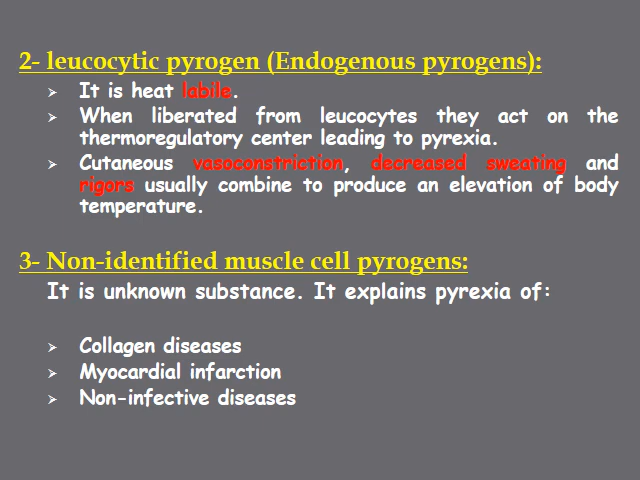 2- leucocytic pyrogen (Endogenous pyrogens):
➢ It is heat labile.
➢ When liberated from leucocytes they act on the
thermoregulatory center leading to pyrexia.
➢ Cutaneous vasoconstriction, decreased sweating and
rigors usually combine to produce an elevation of body
temperature.
3- Non-identified muscle cell pyrogens:
It is unknown substance. It explains pyrexia of:
➢ Collagen diseases
➢ Myocardial infarction
➢ Non-infective diseases